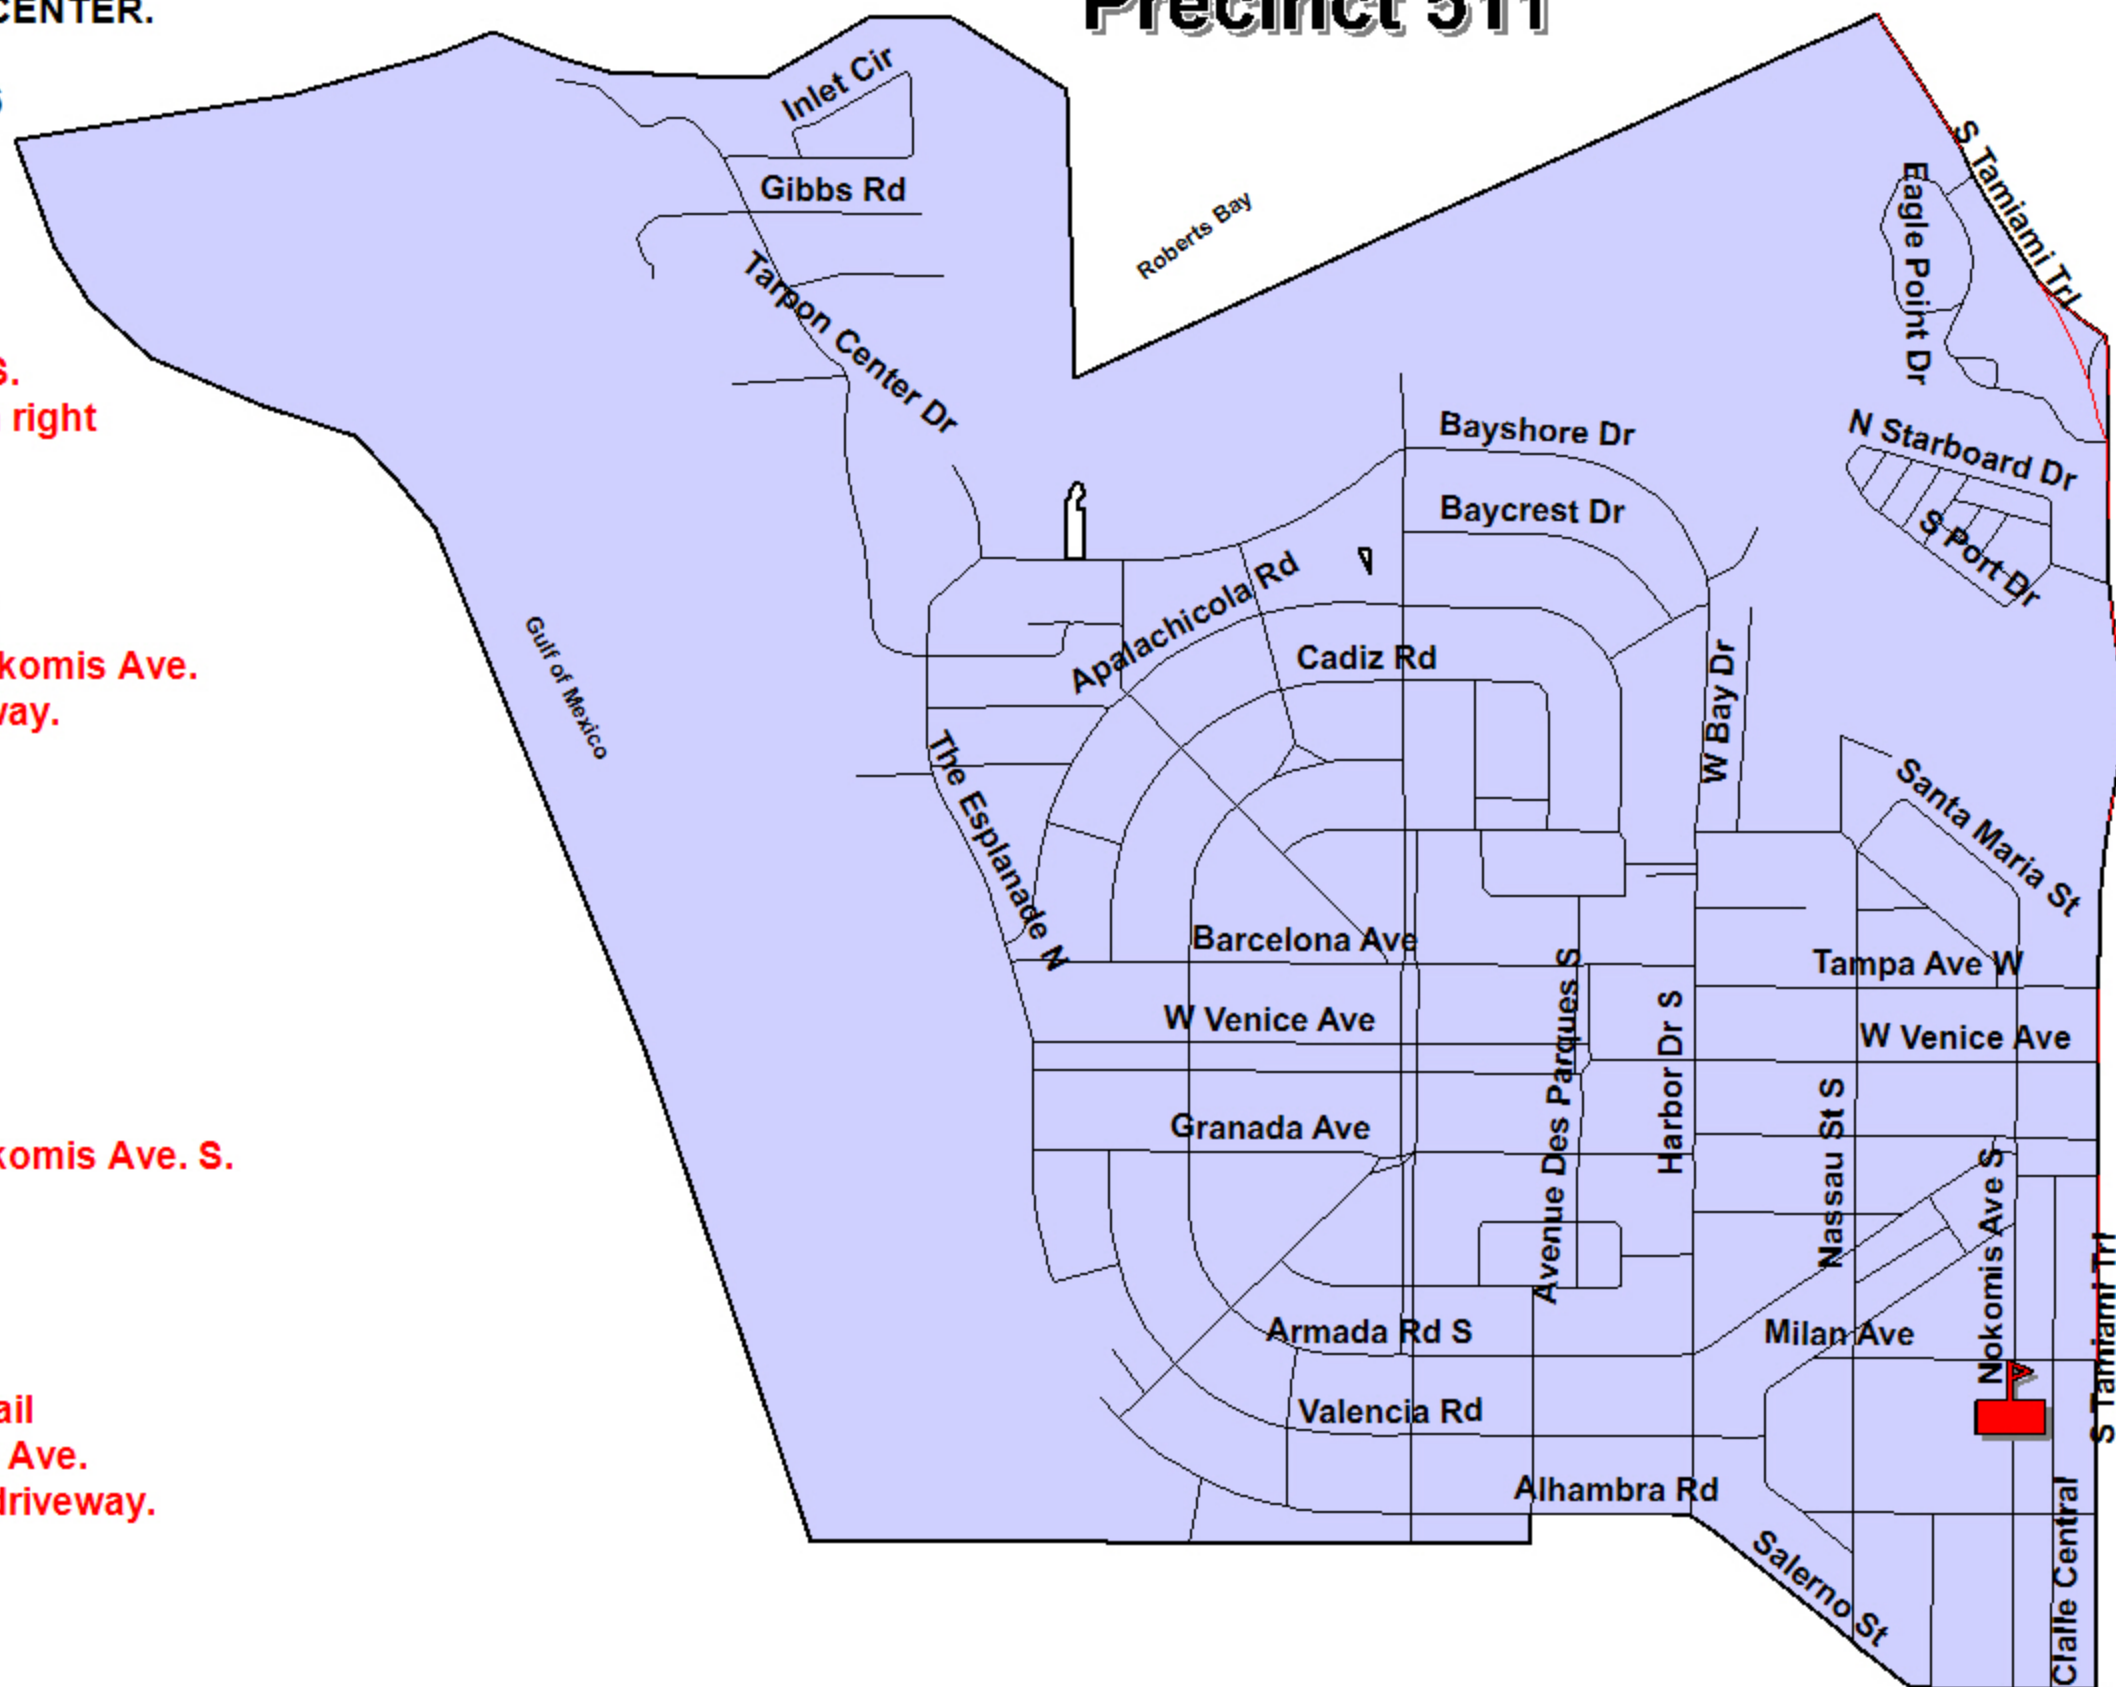 CENTER.
Precinct 511
Inlet Cir
Gibbs Rd
Roberts Bay
S Tamiami Trl
Eagle Point Dr
Tarpon Center Dr
s.
right
Bayshore Dr
N Starboard Dr
Baycrest Dr
S Port Dr
Apalachicola Rd
Gulf of Mexico
komis Ave.
Cadiz Rd
W Bay Dr
The Esplanade N
Santa Maria St
Barcelona Ave
Tampa Ave W
W Venice Ave
W Venice Ave
Avenue Des Parques S
Harbor Dr S
Granada Ave
Nassau St S
komis Ave. S.
Nokomis Ave S
S Tamiami Trl
Armada Rd S
Milan Ave
Valencia Rd
Ave.
Alhambra Rd
driveway.
Salerno St
Calle Central